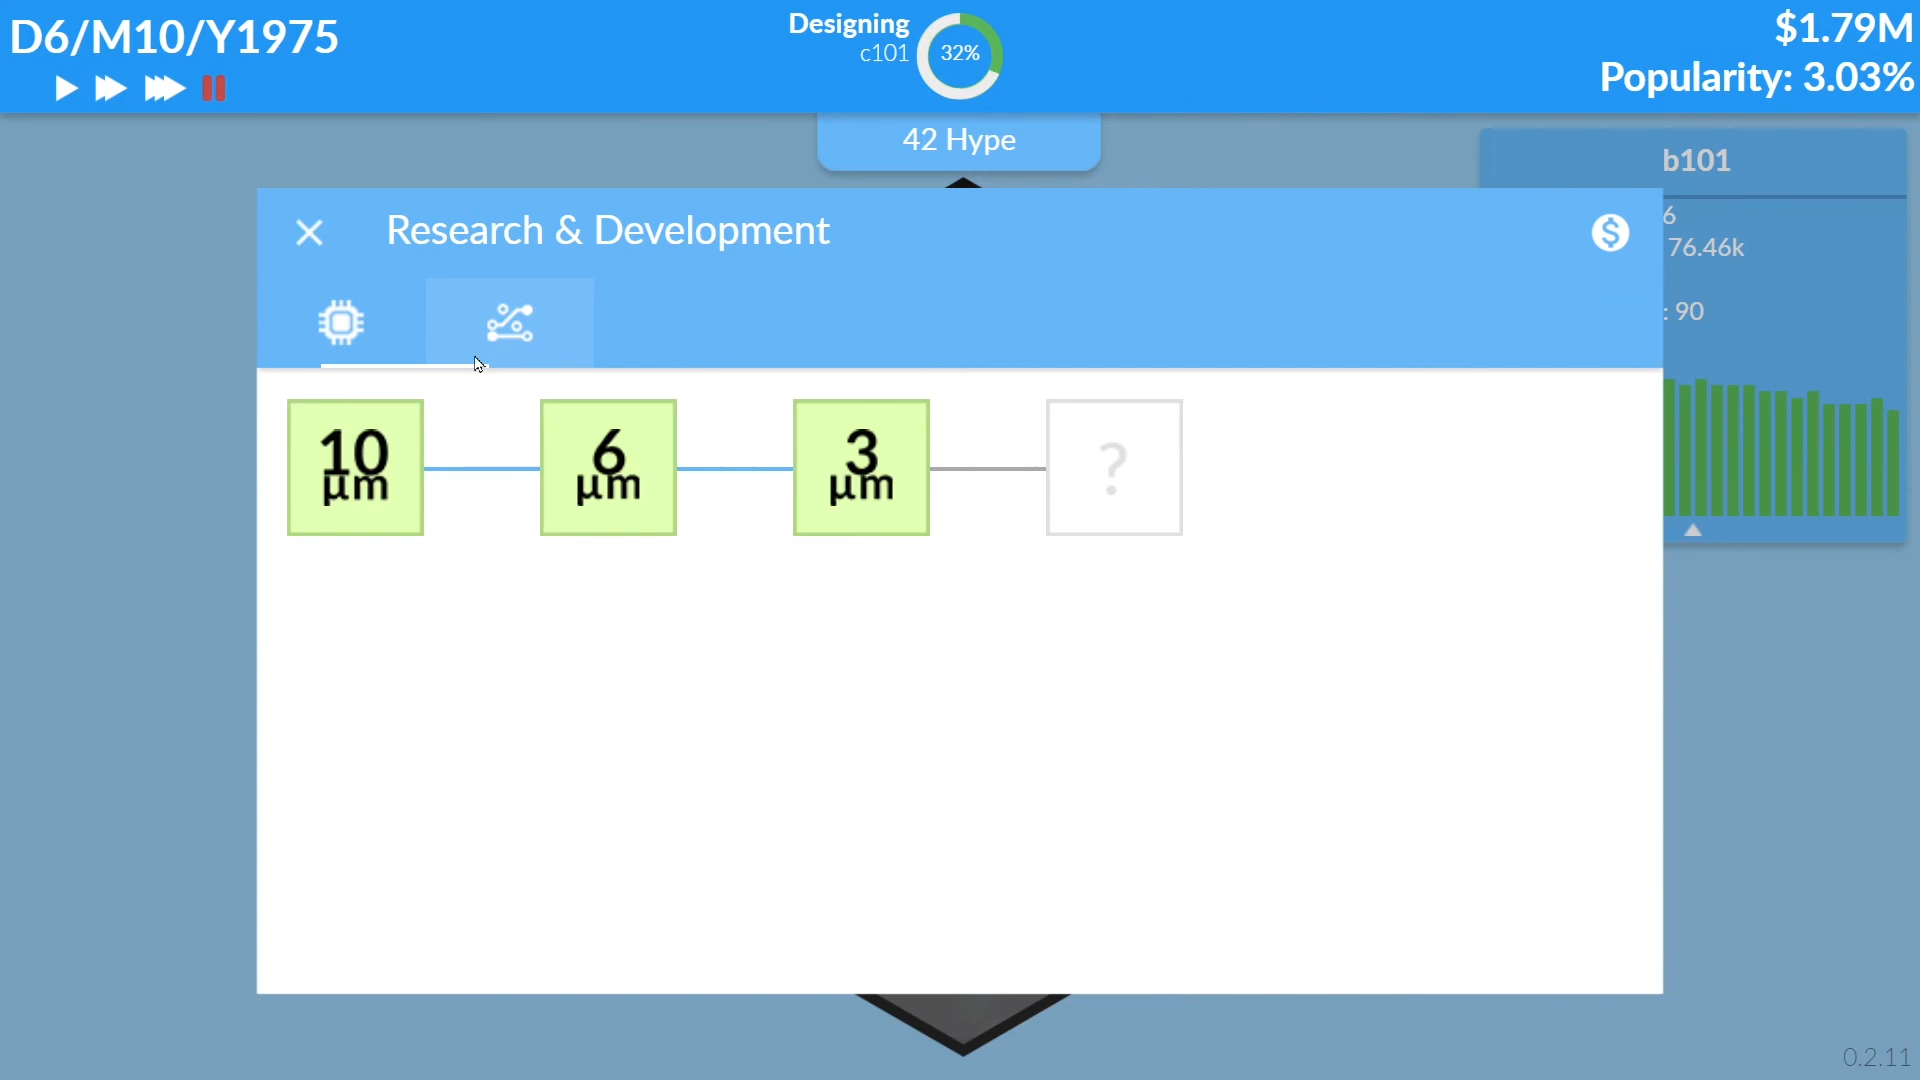 D6/M10/Y1975
Designing
c101
32%
$1.79M
Popularity: 3.03%
42 Hype
b101
Research & Development
6
76.46k
: 90
10
µm
6
µm
3
µm
?
0.2.11